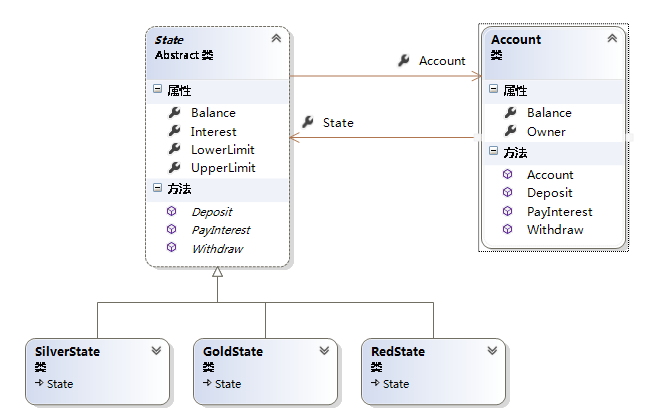 State
Abstract 类
属性
Balance
Interest
LowerLimit
UpperLimit
方法
Deposit
PayInterest
Withdraw
Account
State
Account
类
属性
Balance
Owner
方法
Account
Deposit
PayInterest
Withdraw
SilverState
类
State
GoldState
类
State
RedState
类
State